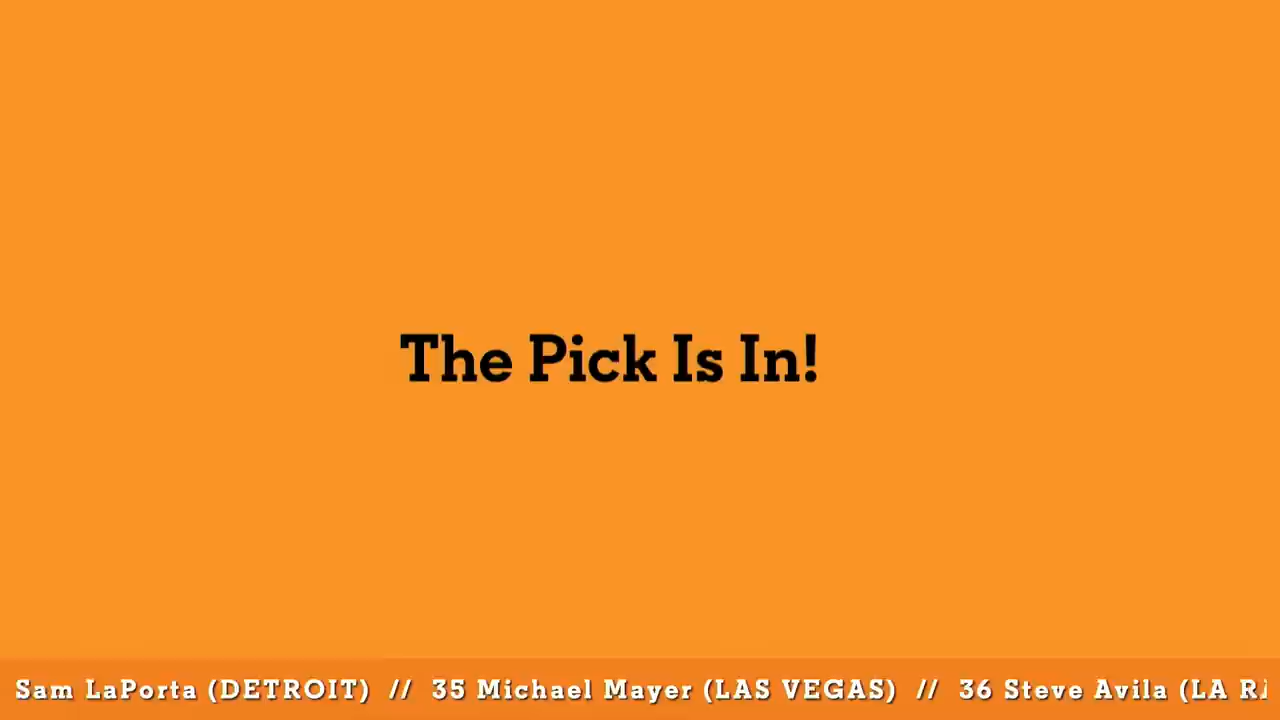 The Pick Is In!
Sam LaPorta (DETROIT) // 35 Michael Mayer (LAS VEGAS) // 36 Steve Avila (LA